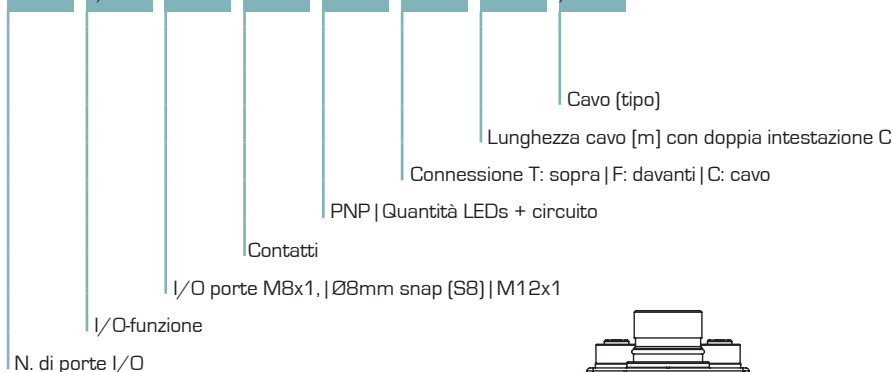 Cavo (tipo)
Lunghezza cavo [m] con doppia intestazione C
Connessione T: sopra | F: davanti | C: cavo
PNP | Quantità LEDs + circuito
Contatti
I/O porte M8x1, | Ø8mm snap (S8) | M12x1
I/O-funzione
N. di porte I/O